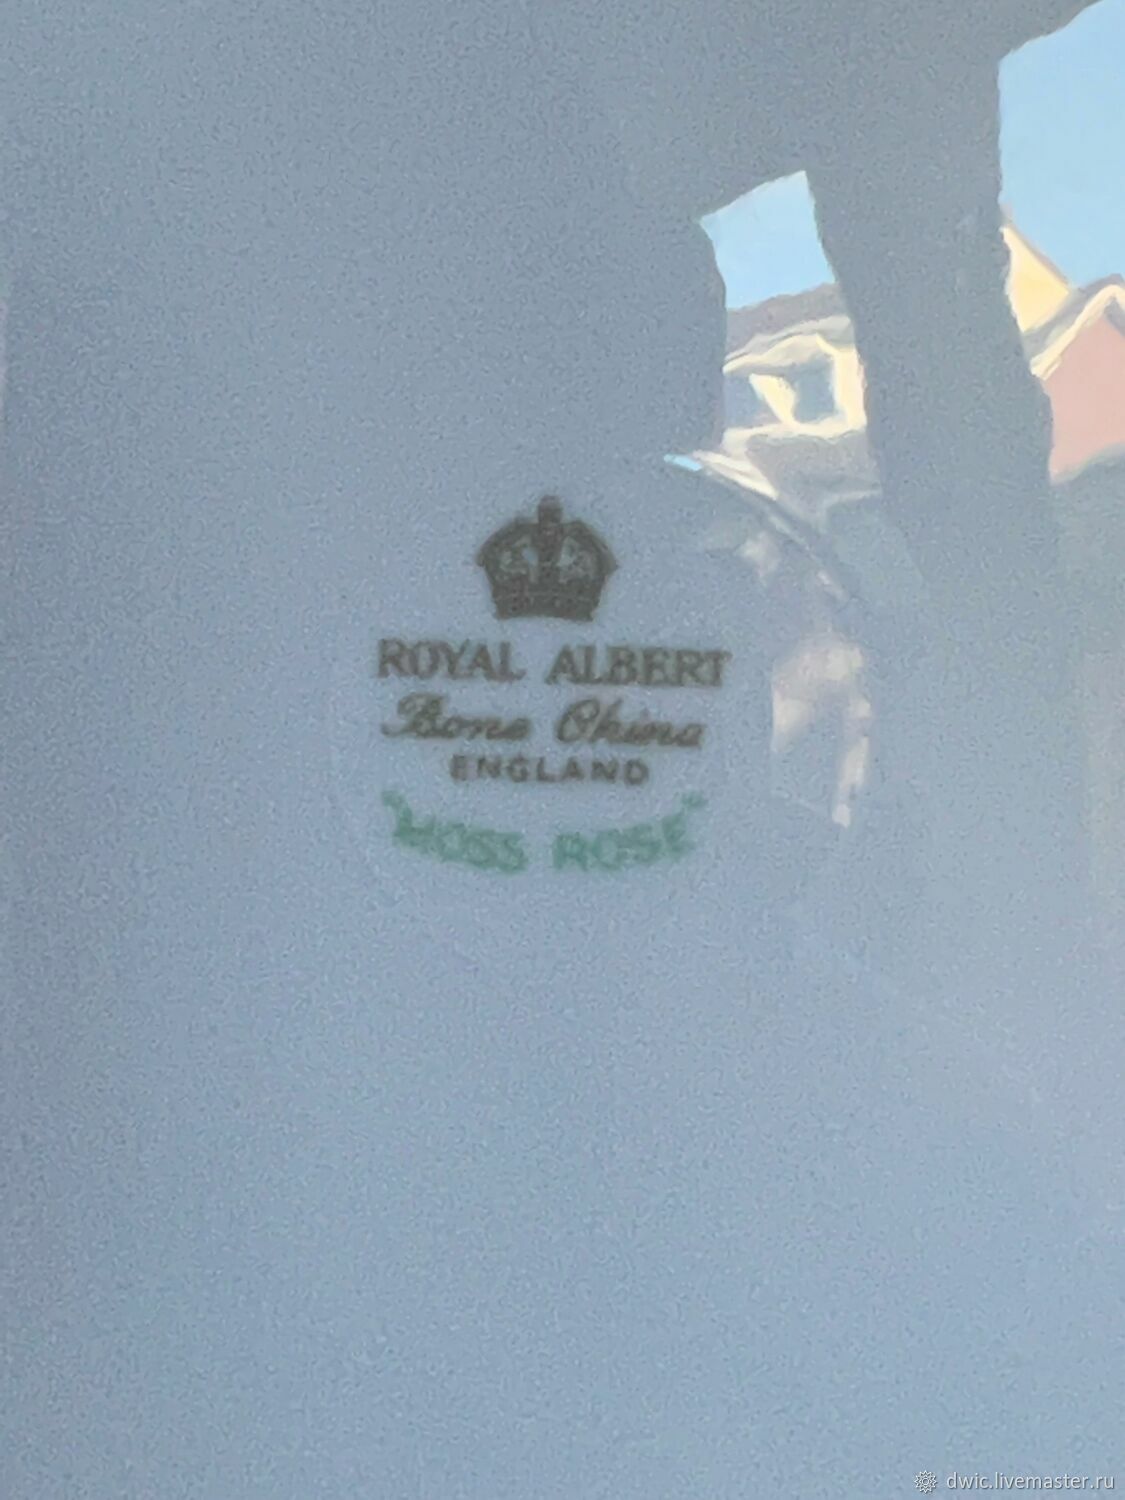 ROYAL ALBERT
Bone China
ENGLAND
"MOSS ROSE"
dwic.livemaster.ru